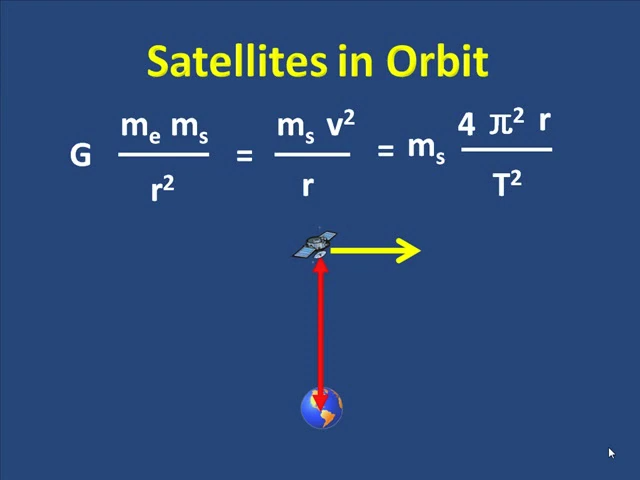 Satellites in Orbit
G mₑ mₛ / r² = mₛ v² / r = mₛ 4 π² r / T²